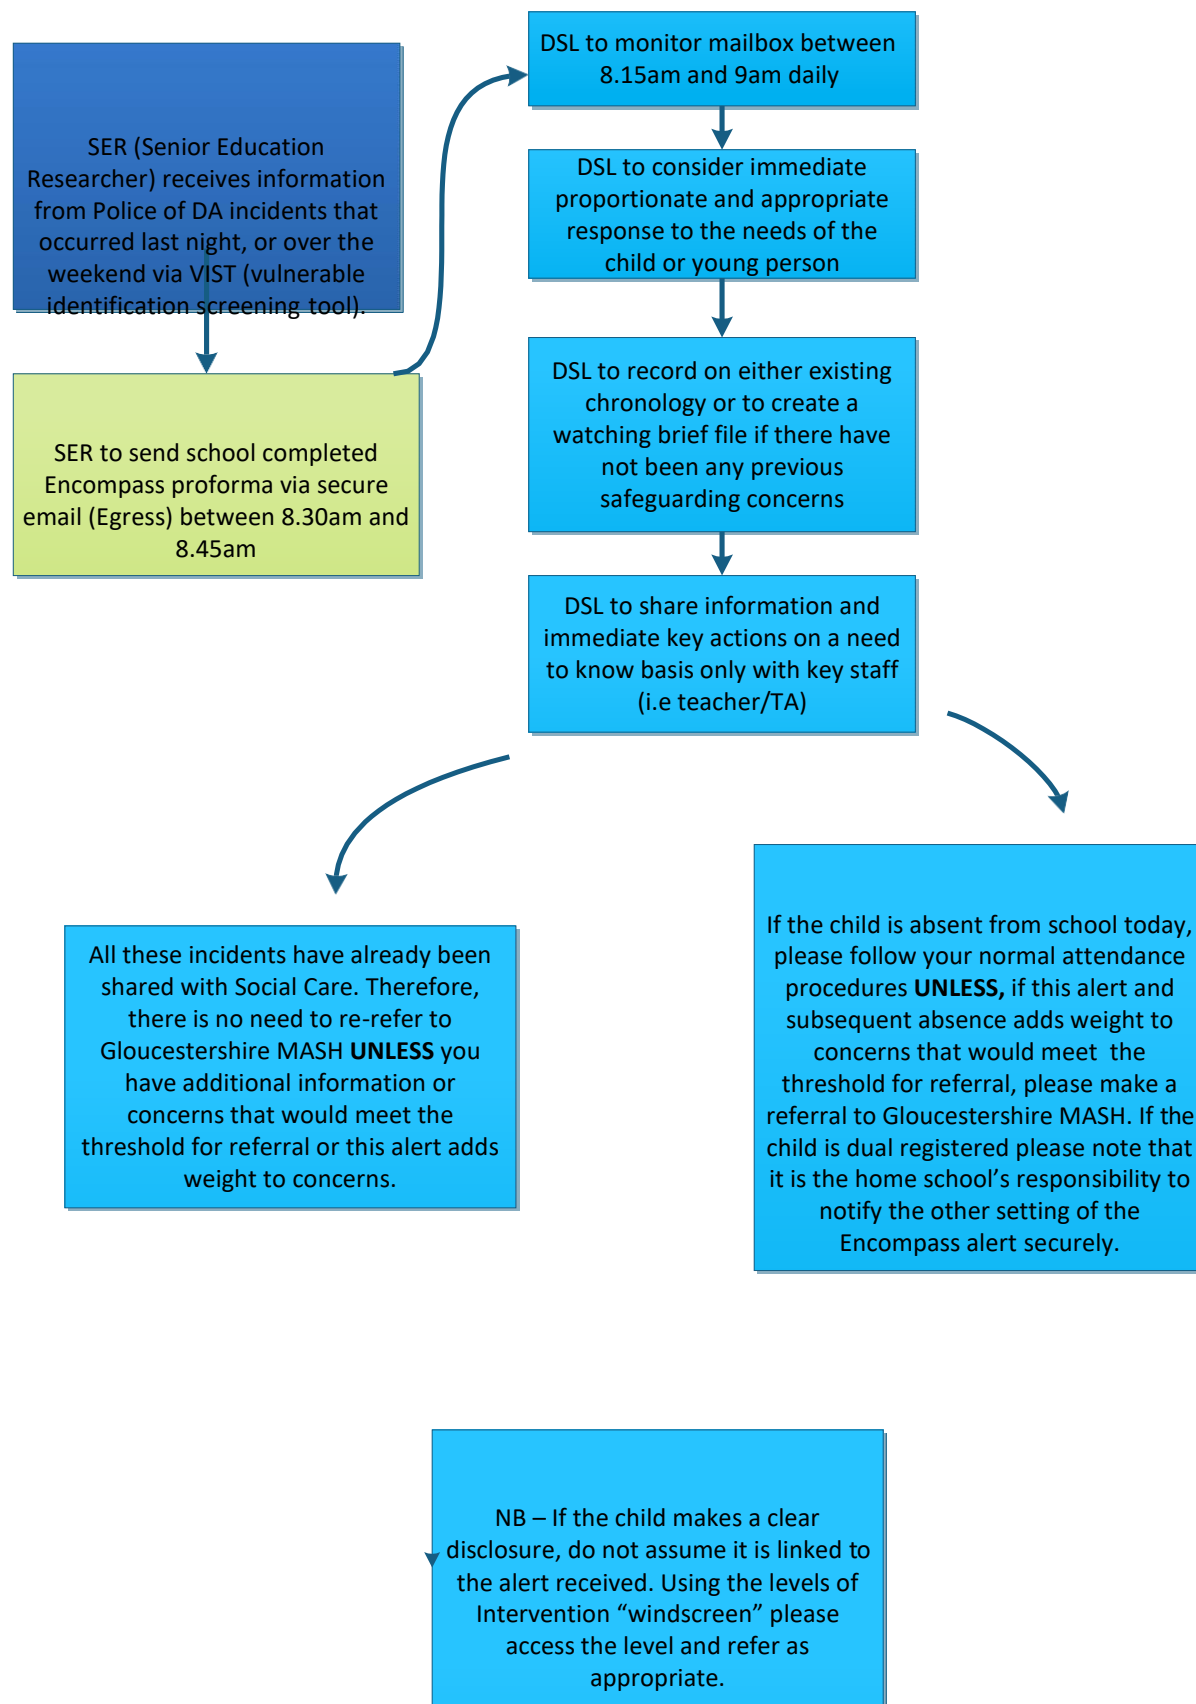 SER (Senior Education
Researcher) receives information
from Police of DA incidents that
occurred last night, or over the
weekend via VIST (vulnerable
identification screening tool).
SER to send school completed
Encompass proforma via secure
email (Egress) between 8.30am and
8.45am
DSL to monitor mailbox between
8.15am and 9am daily
DSL to consider immediate
proportionate and appropriate
response to the needs of the
child or young person
DSL to record on either existing
chronology or to create a
watching brief file if there have
not been any previous
safeguarding concerns
DSL to share information and
immediate key actions on a need
to know basis only with key staff
(i.e teacher/TA)
All these incidents have already been
shared with Social Care. Therefore,
there is no need to re-refer to
Gloucestershire MASH UNLESS you
have additional information or
concerns that would meet the
threshold for referral or this alert adds
weight to concerns.
If the child is absent from school today,
please follow your normal attendance
procedures UNLESS, if this alert and
subsequent absence adds weight to
concerns that would meet the
threshold for referral, please make a
referral to Gloucestershire MASH. If the
child is dual registered please note that
it is the home school’s responsibility to
notify the other setting of the
Encompass alert securely.
NB – If the child makes a clear
disclosure, do not assume it is linked to
the alert received. Using the levels of
Intervention “windscreen” please
access the level and refer as
appropriate.